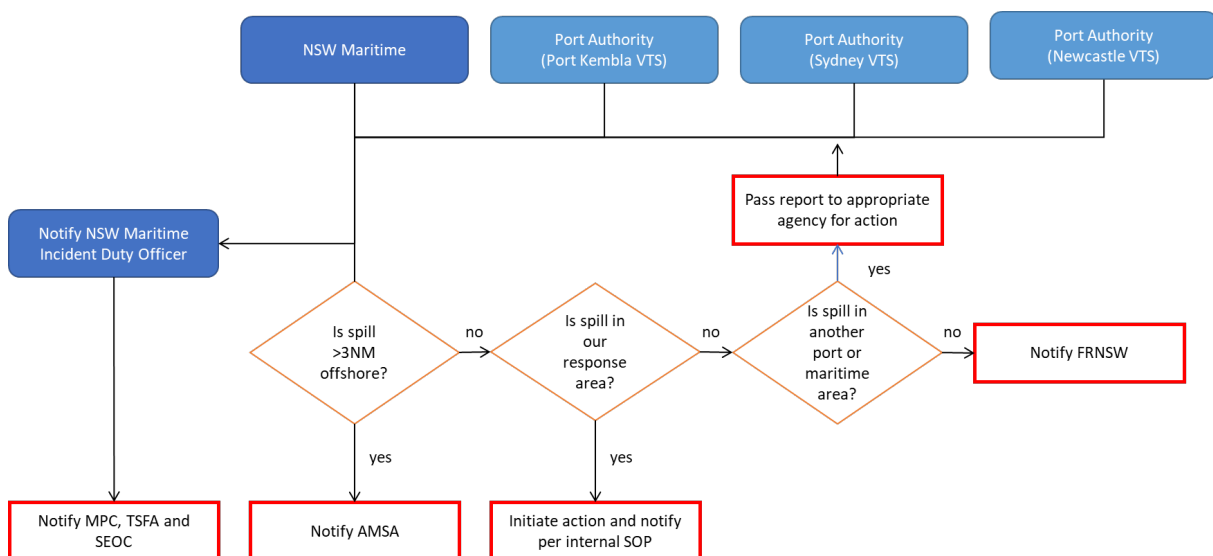 NSW Maritime
Port Authority
(Port Kembla VTS)
Port Authority
(Sydney VTS)
Port Authority
(Newcastle VTS)
Pass report to appropriate
agency for action
Notify NSW Maritime
Incident Duty Officer
yes
Is spill
>3NM
offshore?
no
Is spill in
our
response
area?
no
Is spill in
another
port or
maritime
area?
no
Notify FRNSW
yes
yes
Notify MPC, TSFA and
SEOC
Notify AMSA
Initiate action and notify
per internal SOP